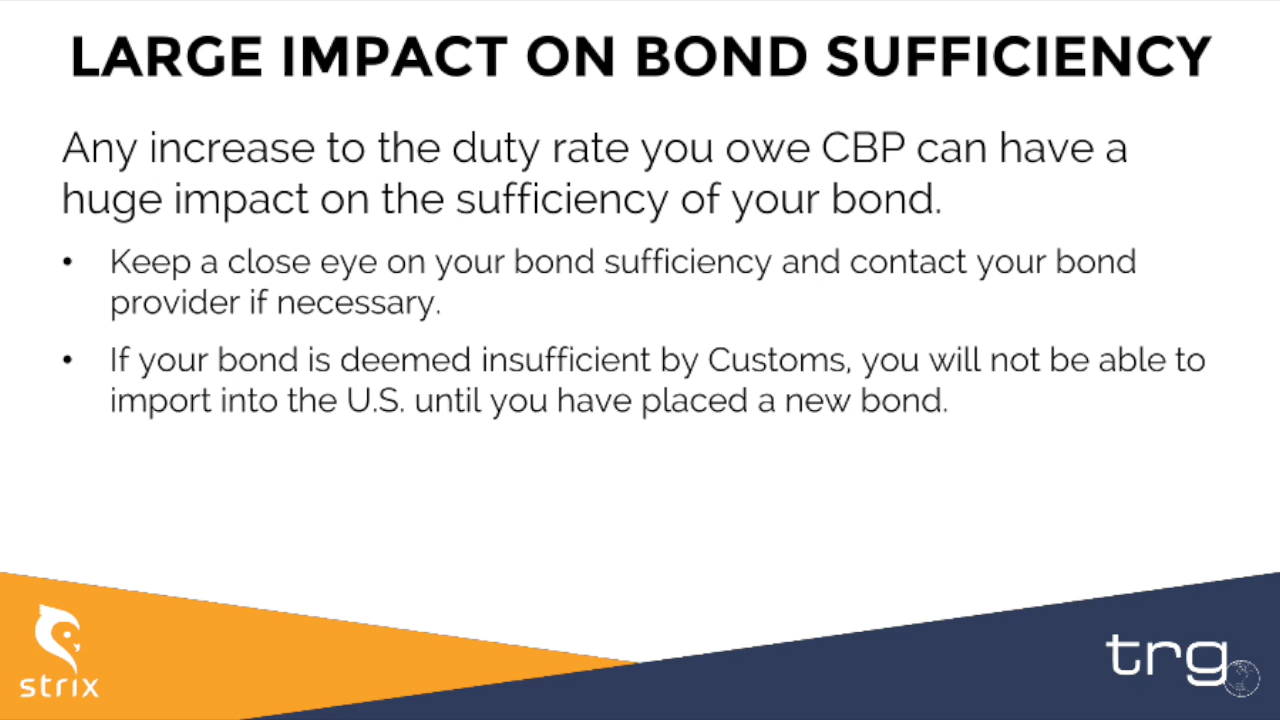 LARGE IMPACT ON BOND SUFFICIENCY
Any increase to the duty rate you owe CBP can have a
huge impact on the sufficiency of your bond.
• Keep a close eye on your bond sufficiency and contact your bond
provider if necessary.
• If your bond is deemed insufficient by Customs, you will not be able to
import into the U.S. until you have placed a new bond.
strix
trg